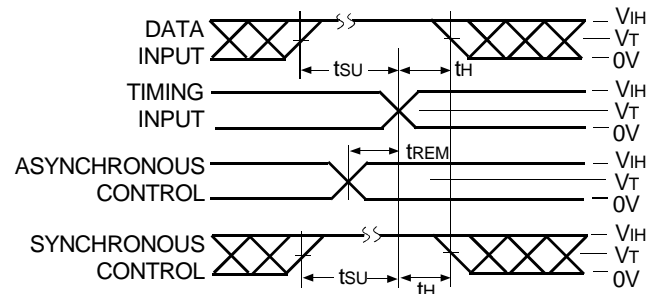 DATA
INPUT
tSU
tH
VIH
VT
0V
TIMING
INPUT
VIH
VT
0V
tREM
ASYNCHRONOUS
CONTROL
VIH
VT
0V
SYNCHRONOUS
CONTROL
tSU
tH
VIH
VT
0V